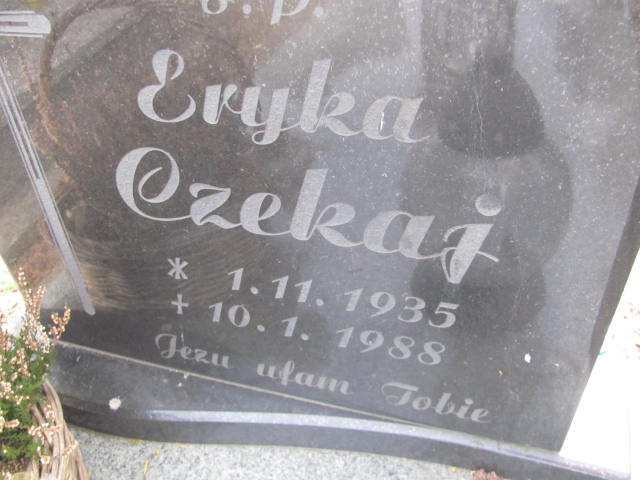 ś.p.
Eryka
Czekaj
* 1.11.1935
+ 10.1.1988
Jezu ufam Tobie